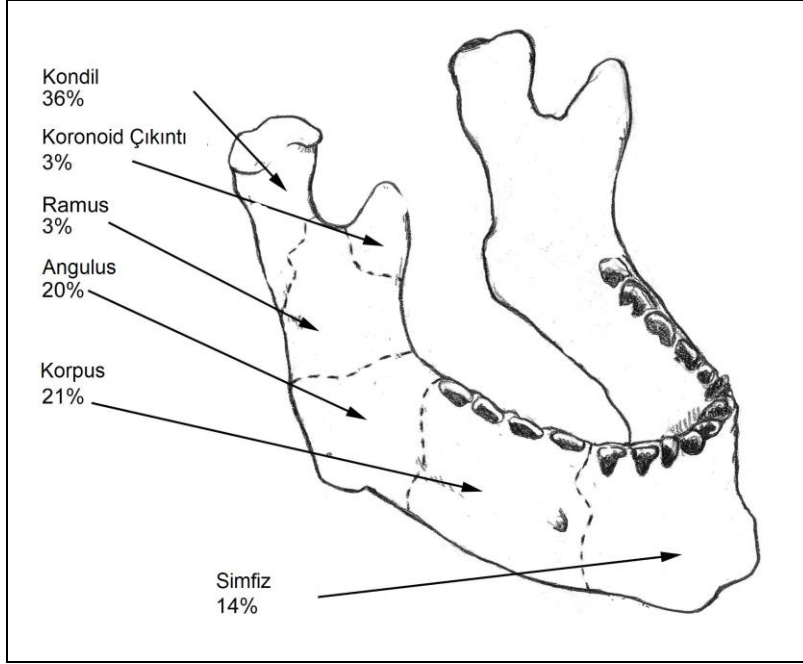 Kondil
36%
Koronoid Çıkıntı
3%
Ramus
3%
Angulus
20%
Korpus
21%
Simfiz
14%